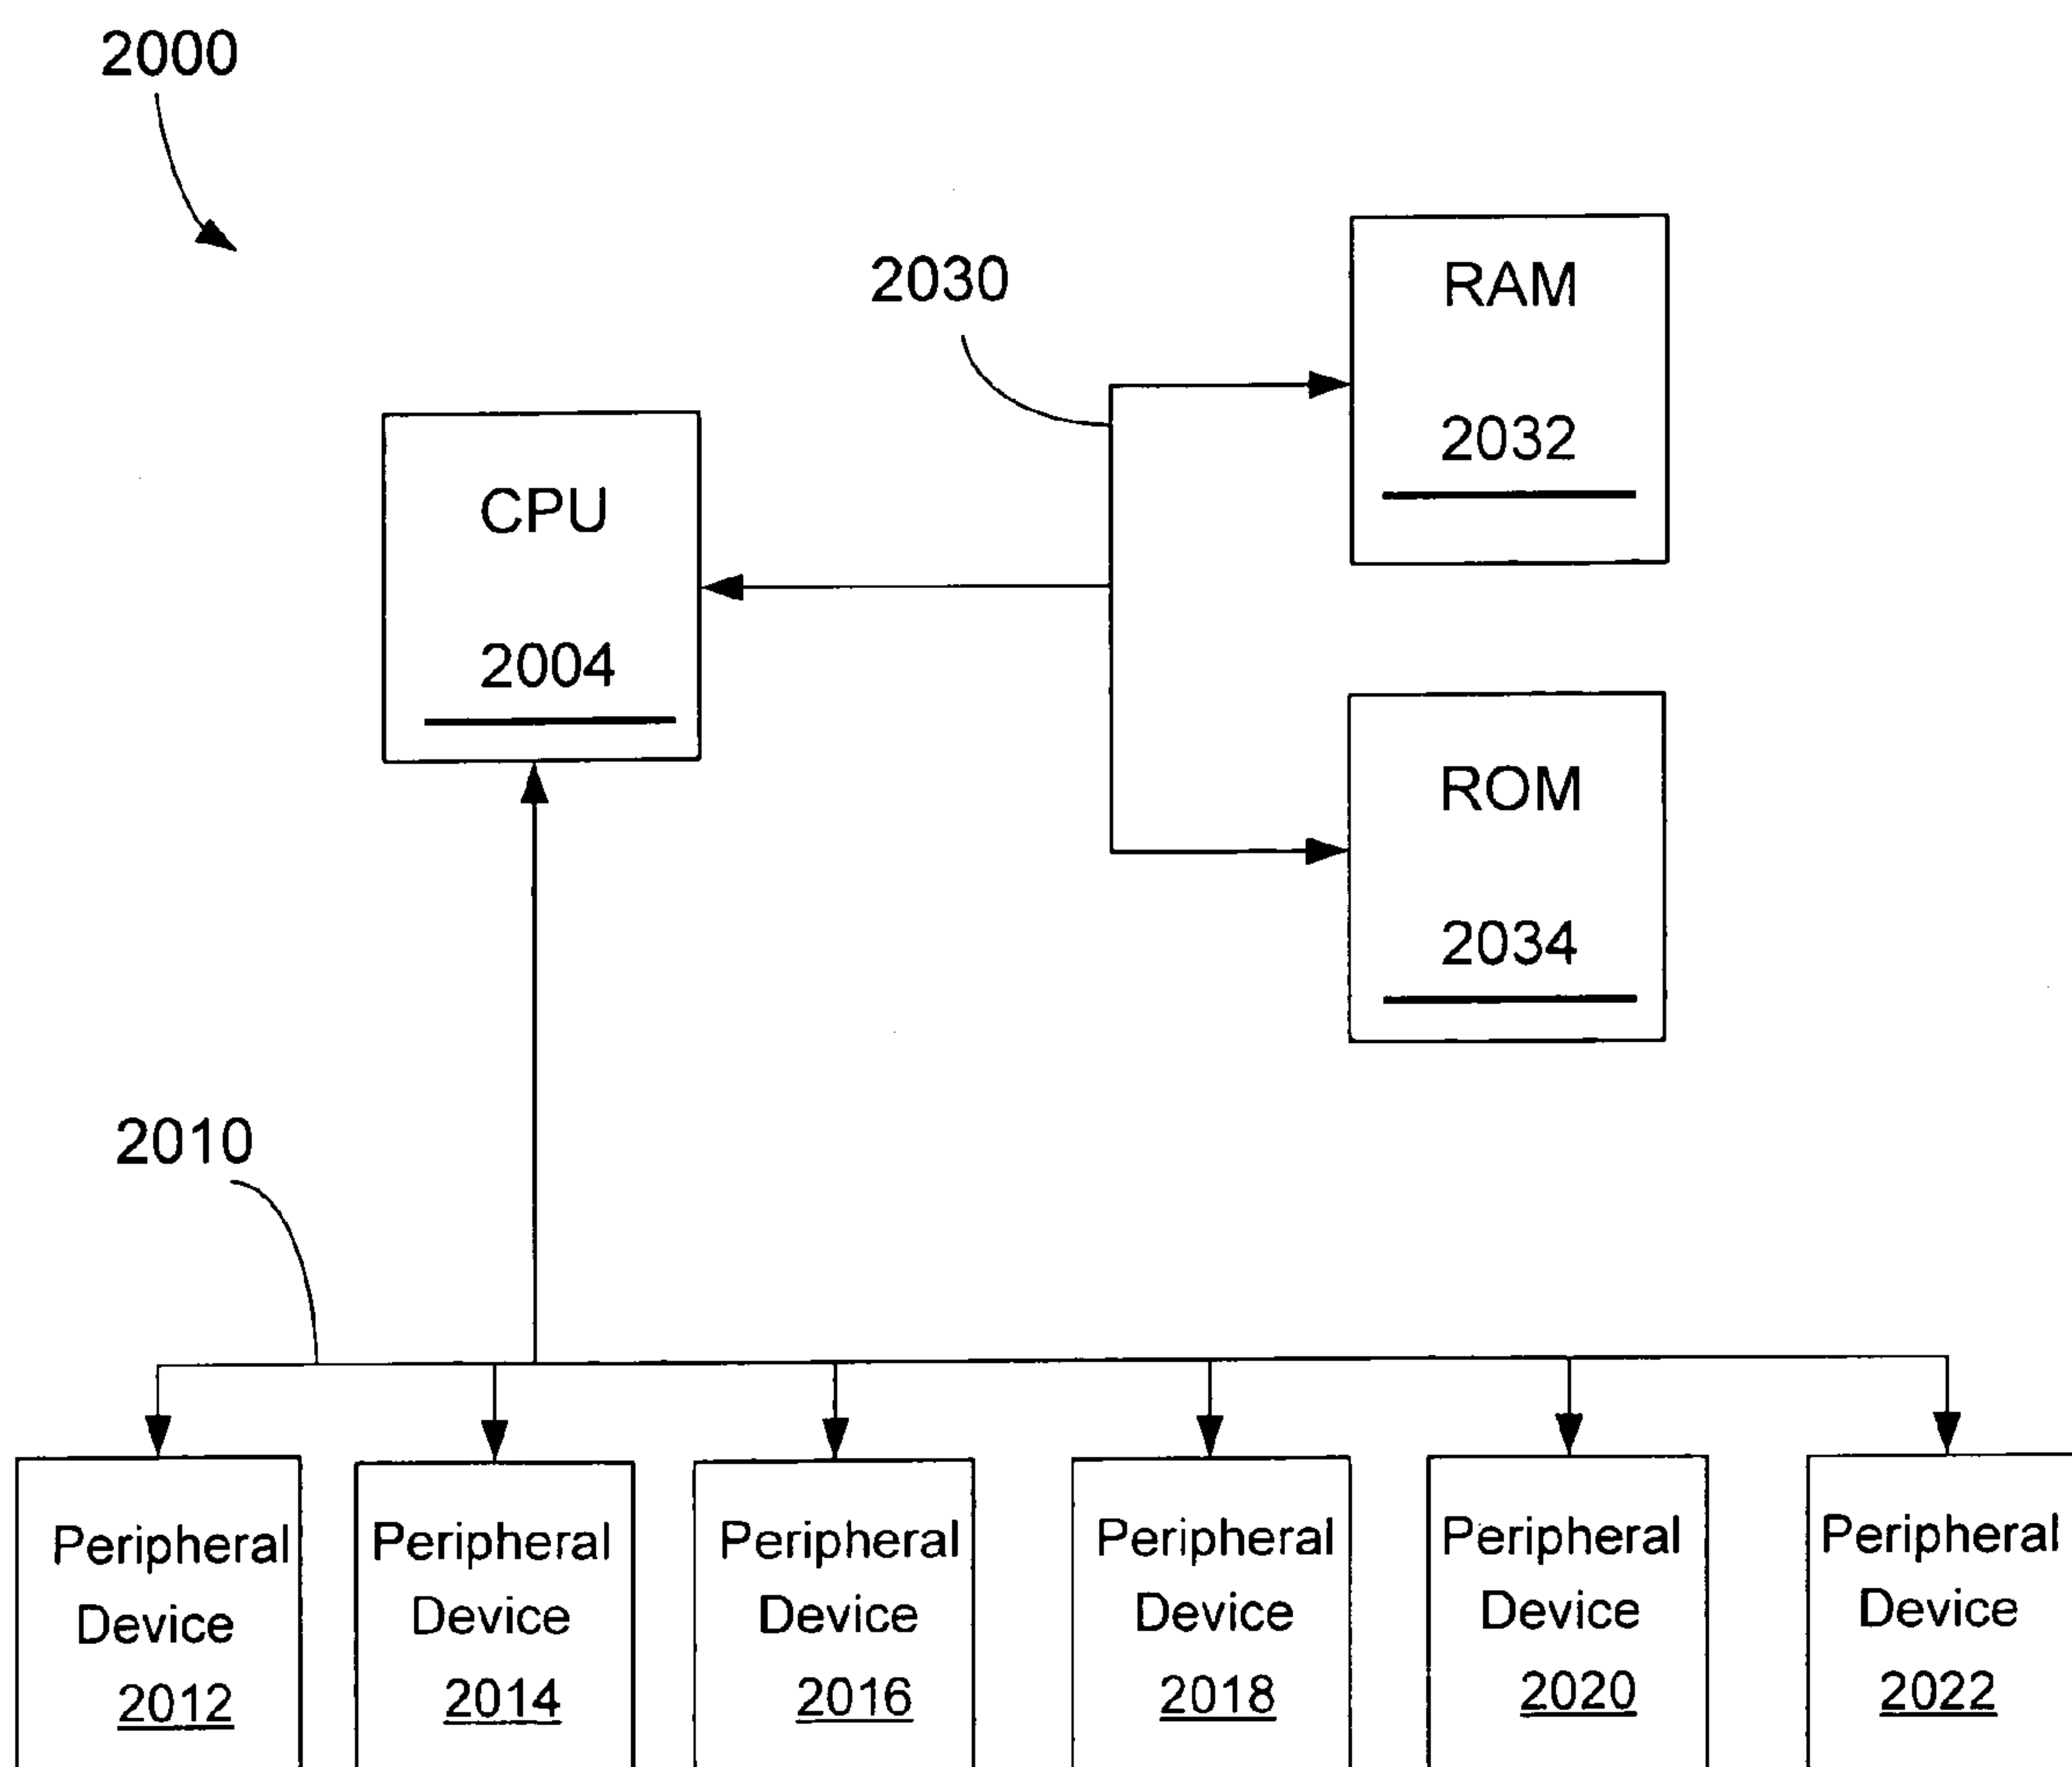 2000
2030
RAM
2032
CPU
2004
ROM
2034
2010
Peripheral
Device
2012
Peripheral
Device
2014
Peripheral
Device
2016
Peripheral
Device
2018
Peripheral
Device
2020
Peripheral
Device
2022